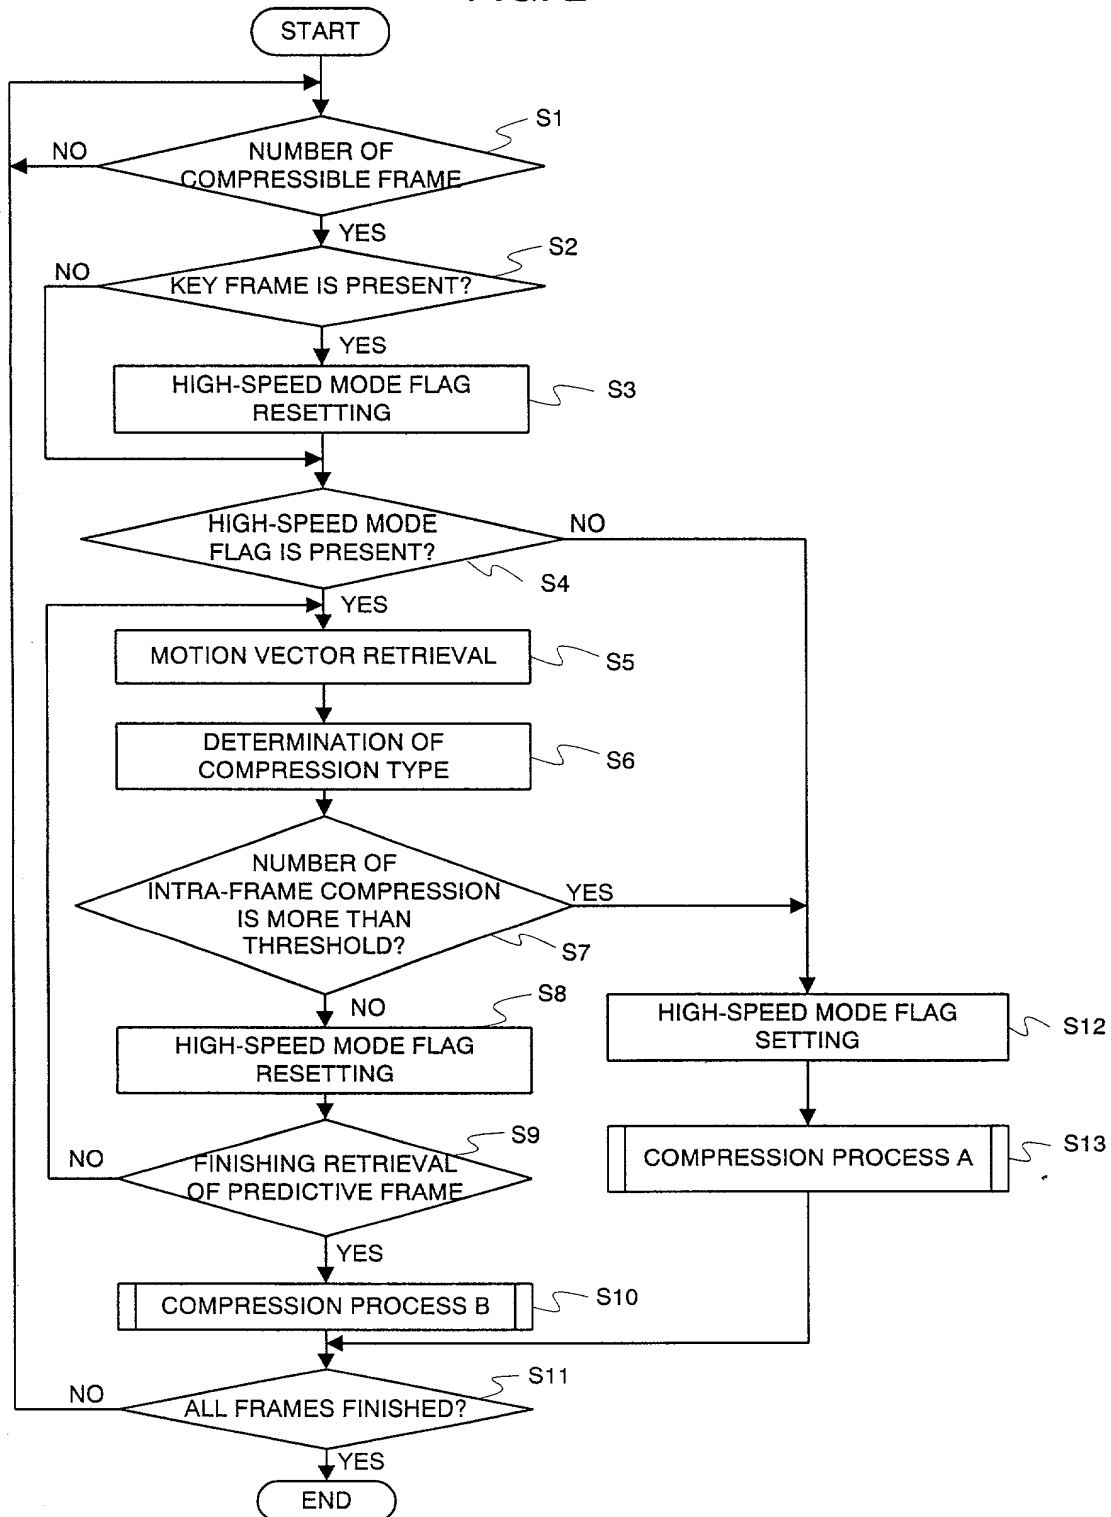 START
S1
NO
NUMBER OF
COMPRESSIBLE FRAME
YES
S2
NO
KEY FRAME IS PRESENT?
YES
HIGH-SPEED MODE FLAG
RESETTING
S3
HIGH-SPEED MODE
FLAG IS PRESENT?
NO
S4
YES
MOTION VECTOR RETRIEVAL
S5
DETERMINATION OF
COMPRESSION TYPE
S6
NUMBER OF
INTRA-FRAME COMPRESSION
IS MORE THAN
THRESHOLD?
YES
S7
NO
S8
HIGH-SPEED MODE FLAG
RESETTING
HIGH-SPEED MODE FLAG
SETTING
S12
S9
NO
FINISHING RETRIEVAL
OF PREDICTIVE FRAME
COMPRESSION PROCESS A
S13
YES
COMPRESSION PROCESS B
S10
S11
NO
ALL FRAMES FINISHED?
YES
END